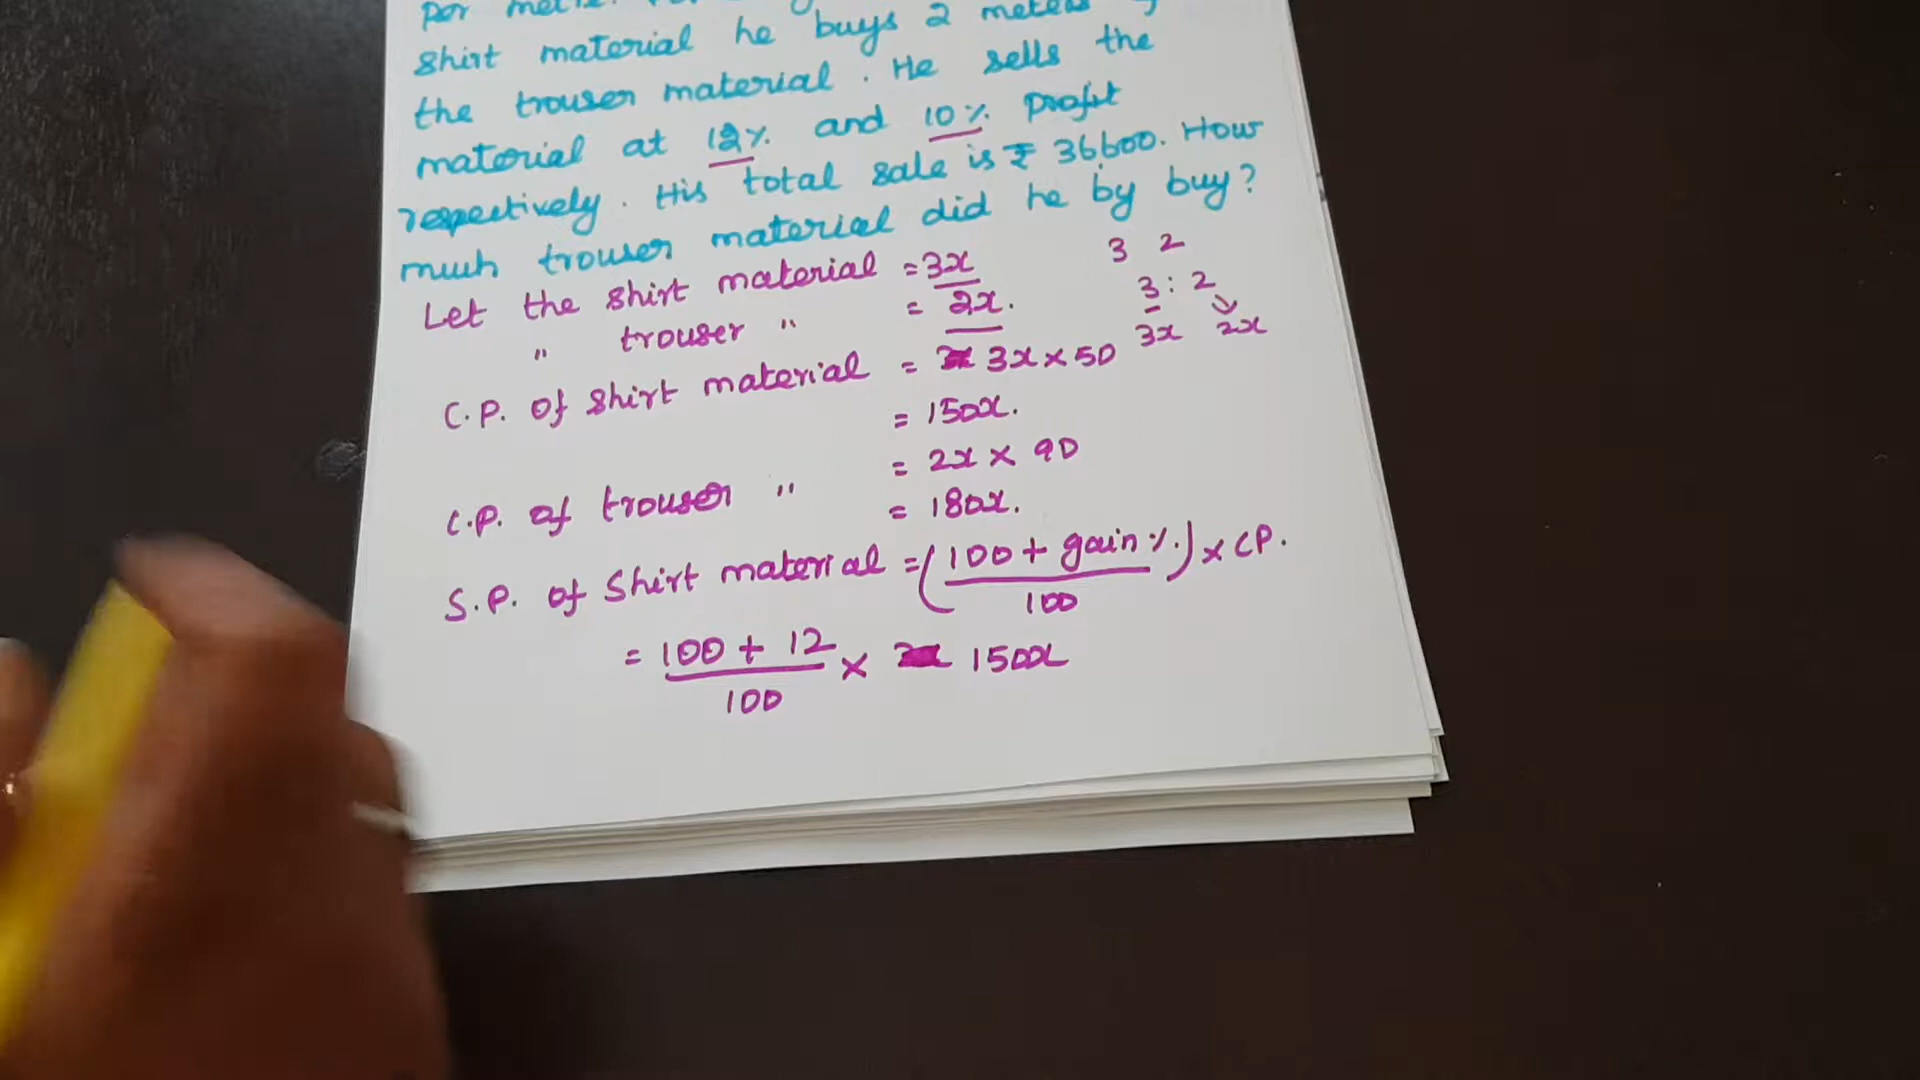 per
shirt material he buys 2 meters
the trouser material. He sells the
material at 12% and 10% profit
respectively. His total sale is ₹ 36600. How
much trouser material did he by buy?
Let the shirt material = 3x
" trouser " = 2x.
3 2
3 : 2
3x 2x
C.P. of shirt material = 3x × 50
= 150x.
C.P. of trouser " = 2x × 90
= 180x.
S.P. of Shirt material = (100 + gain%./100) × CP.
= 100 + 12/100 × 150x